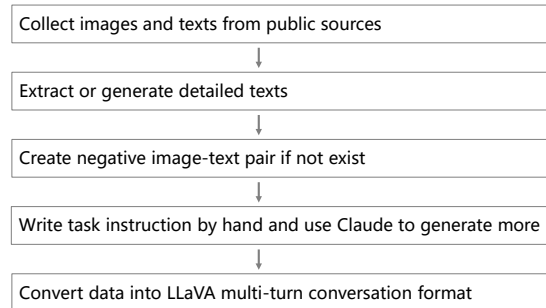 Collect images and texts from public sources
Extract or generate detailed texts
Create negative image-text pair if not exist
Write task instruction by hand and use Claude to generate more
Convert data into LLaVA multi-turn conversation format